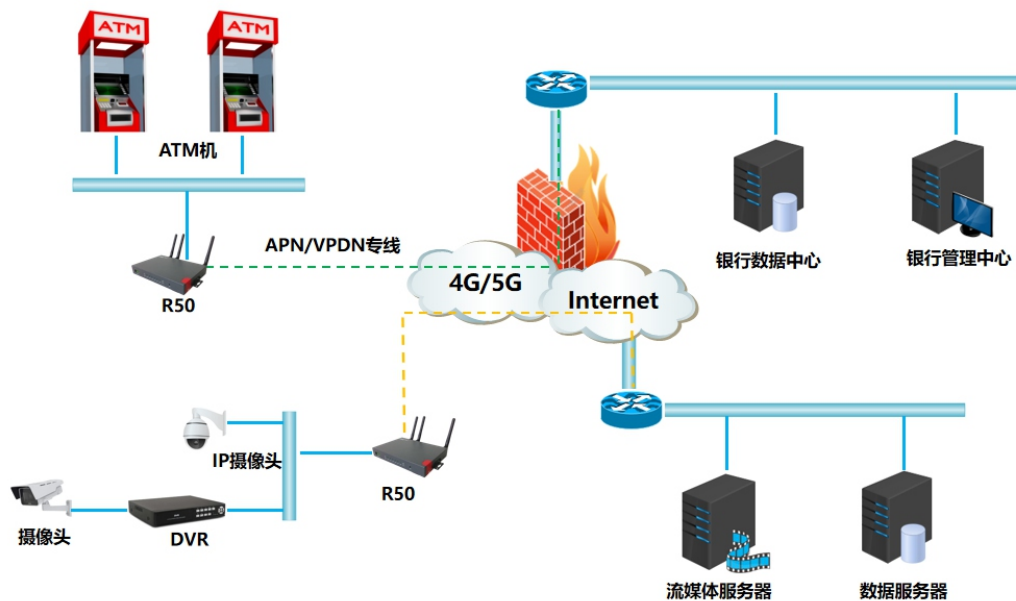 ATM
ATM
ATM机
APN/VPDN专线
R50
4G/5G
Internet
银行数据中心
银行管理中心
IP摄像头
R50
摄像头
DVR
流媒体服务器
数据服务器